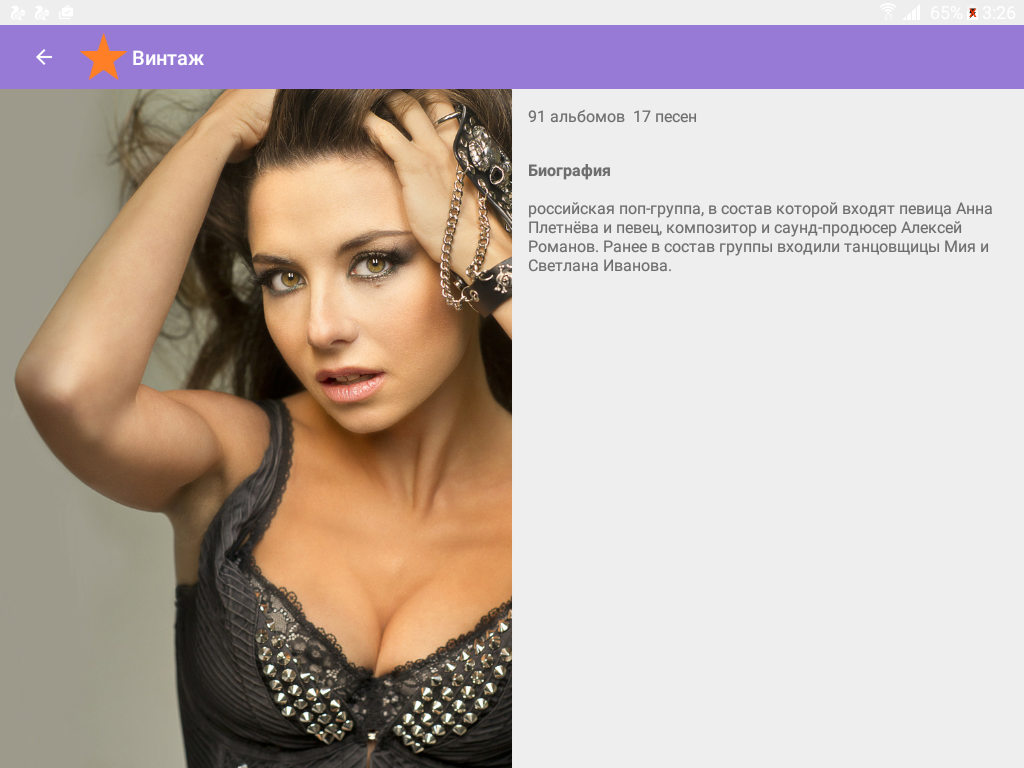 65% 3:26
Винтаж
91 альбомов 17 песен
Биография
российская поп-группа, в состав которой входят певица Анна
Плетнёва и певец, композитор и саунд-продюсер Алексей
Романов. Ранее в состав группы входили танцовщицы Мия и
Светлана Иванова.